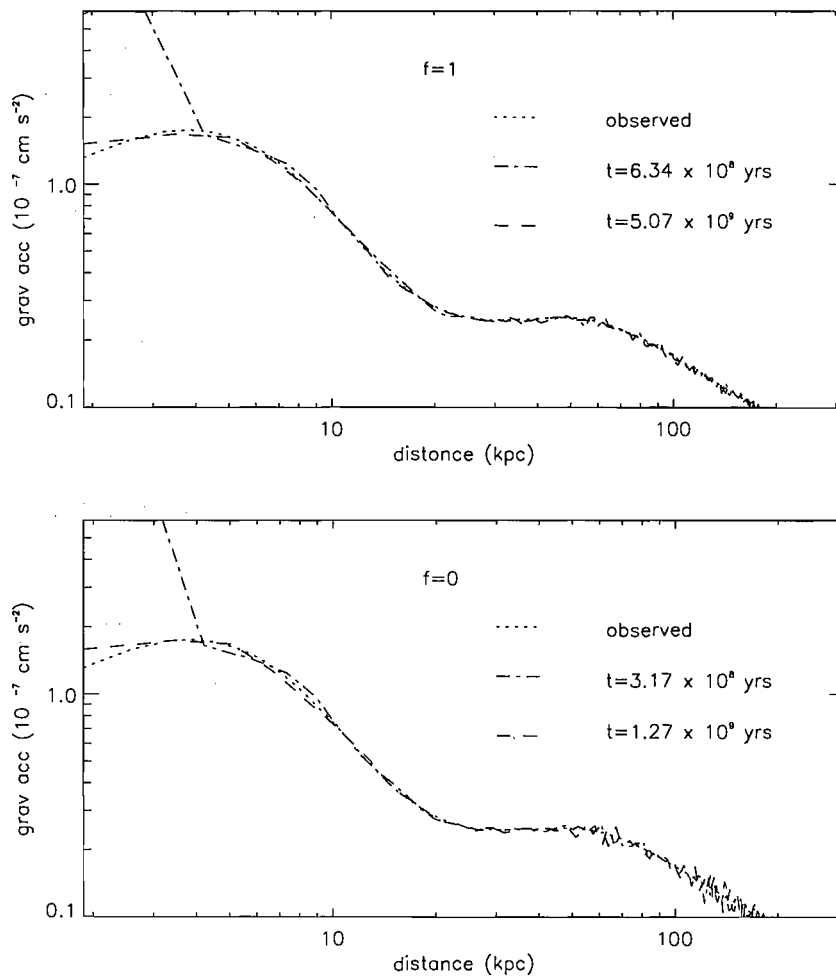 f=1
observed
t=6.34 x 10⁸ yrs
t=5.07 x 10⁹ yrs
1.0
0.1
grav acc (10 ⁻⁷ cm s⁻²)
10
100
distonce (kpc)
f=0
observed
t=3.17 x 10⁸ yrs
t=1.27 x 10⁹ yrs
1.0
0.1
grav acc (10 ⁻⁷ cm s⁻²)
10
100
distance (kpc)